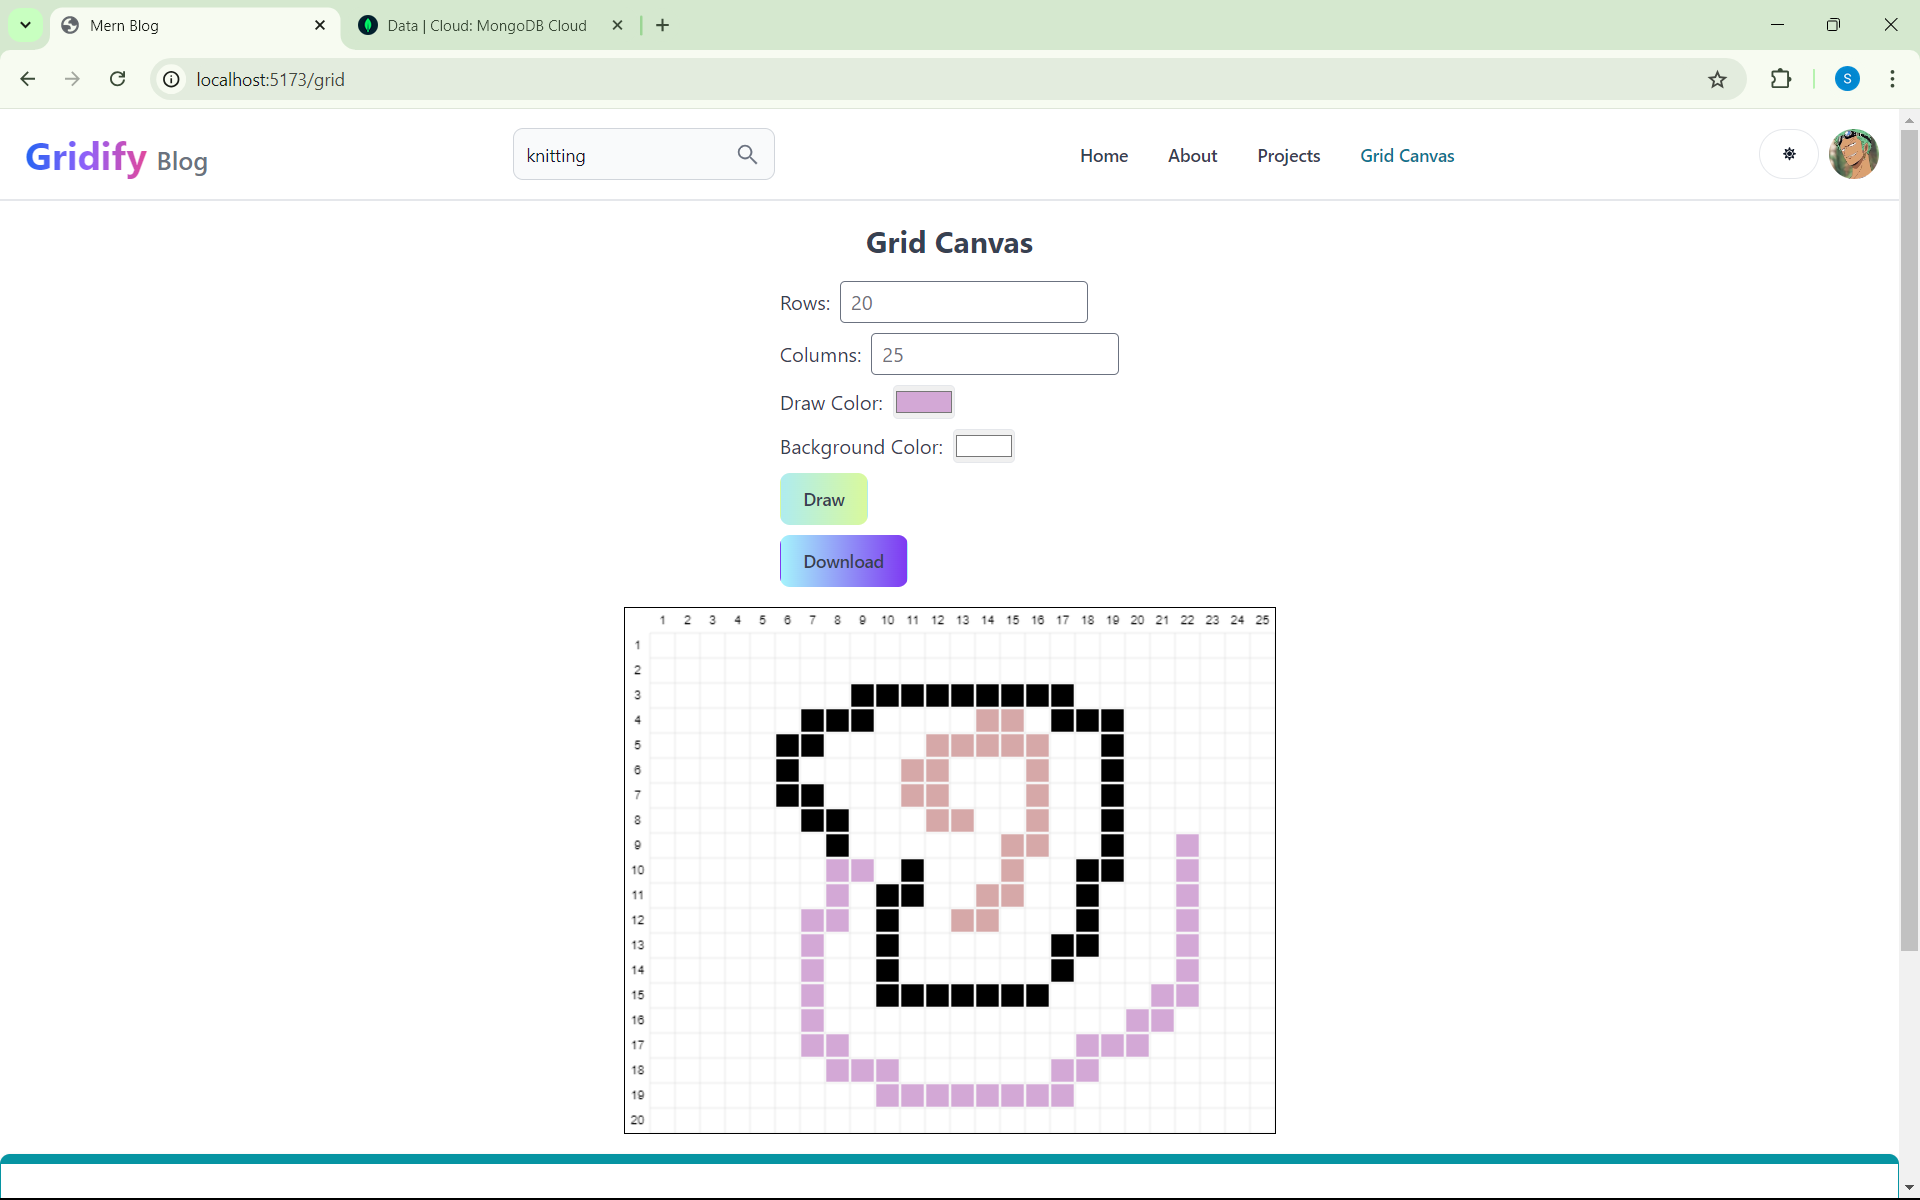 Mern Blog
Data | Cloud: MongoDB Cloud
localhost:5173/grid
S
Gridify Blog
knitting
Home
About
Projects
Grid Canvas
Grid Canvas
Rows: 20
Columns: 25
Draw Color:
Background Color:
Draw
Download
1 2 3 4 5 6 7 8 9 10 11 12 13 14 15 16 17 18 19 20 21 22 23 24 25
1
2
3
4
5
6
7
8
9
10
11
12
13
14
15
16
17
18
19
20